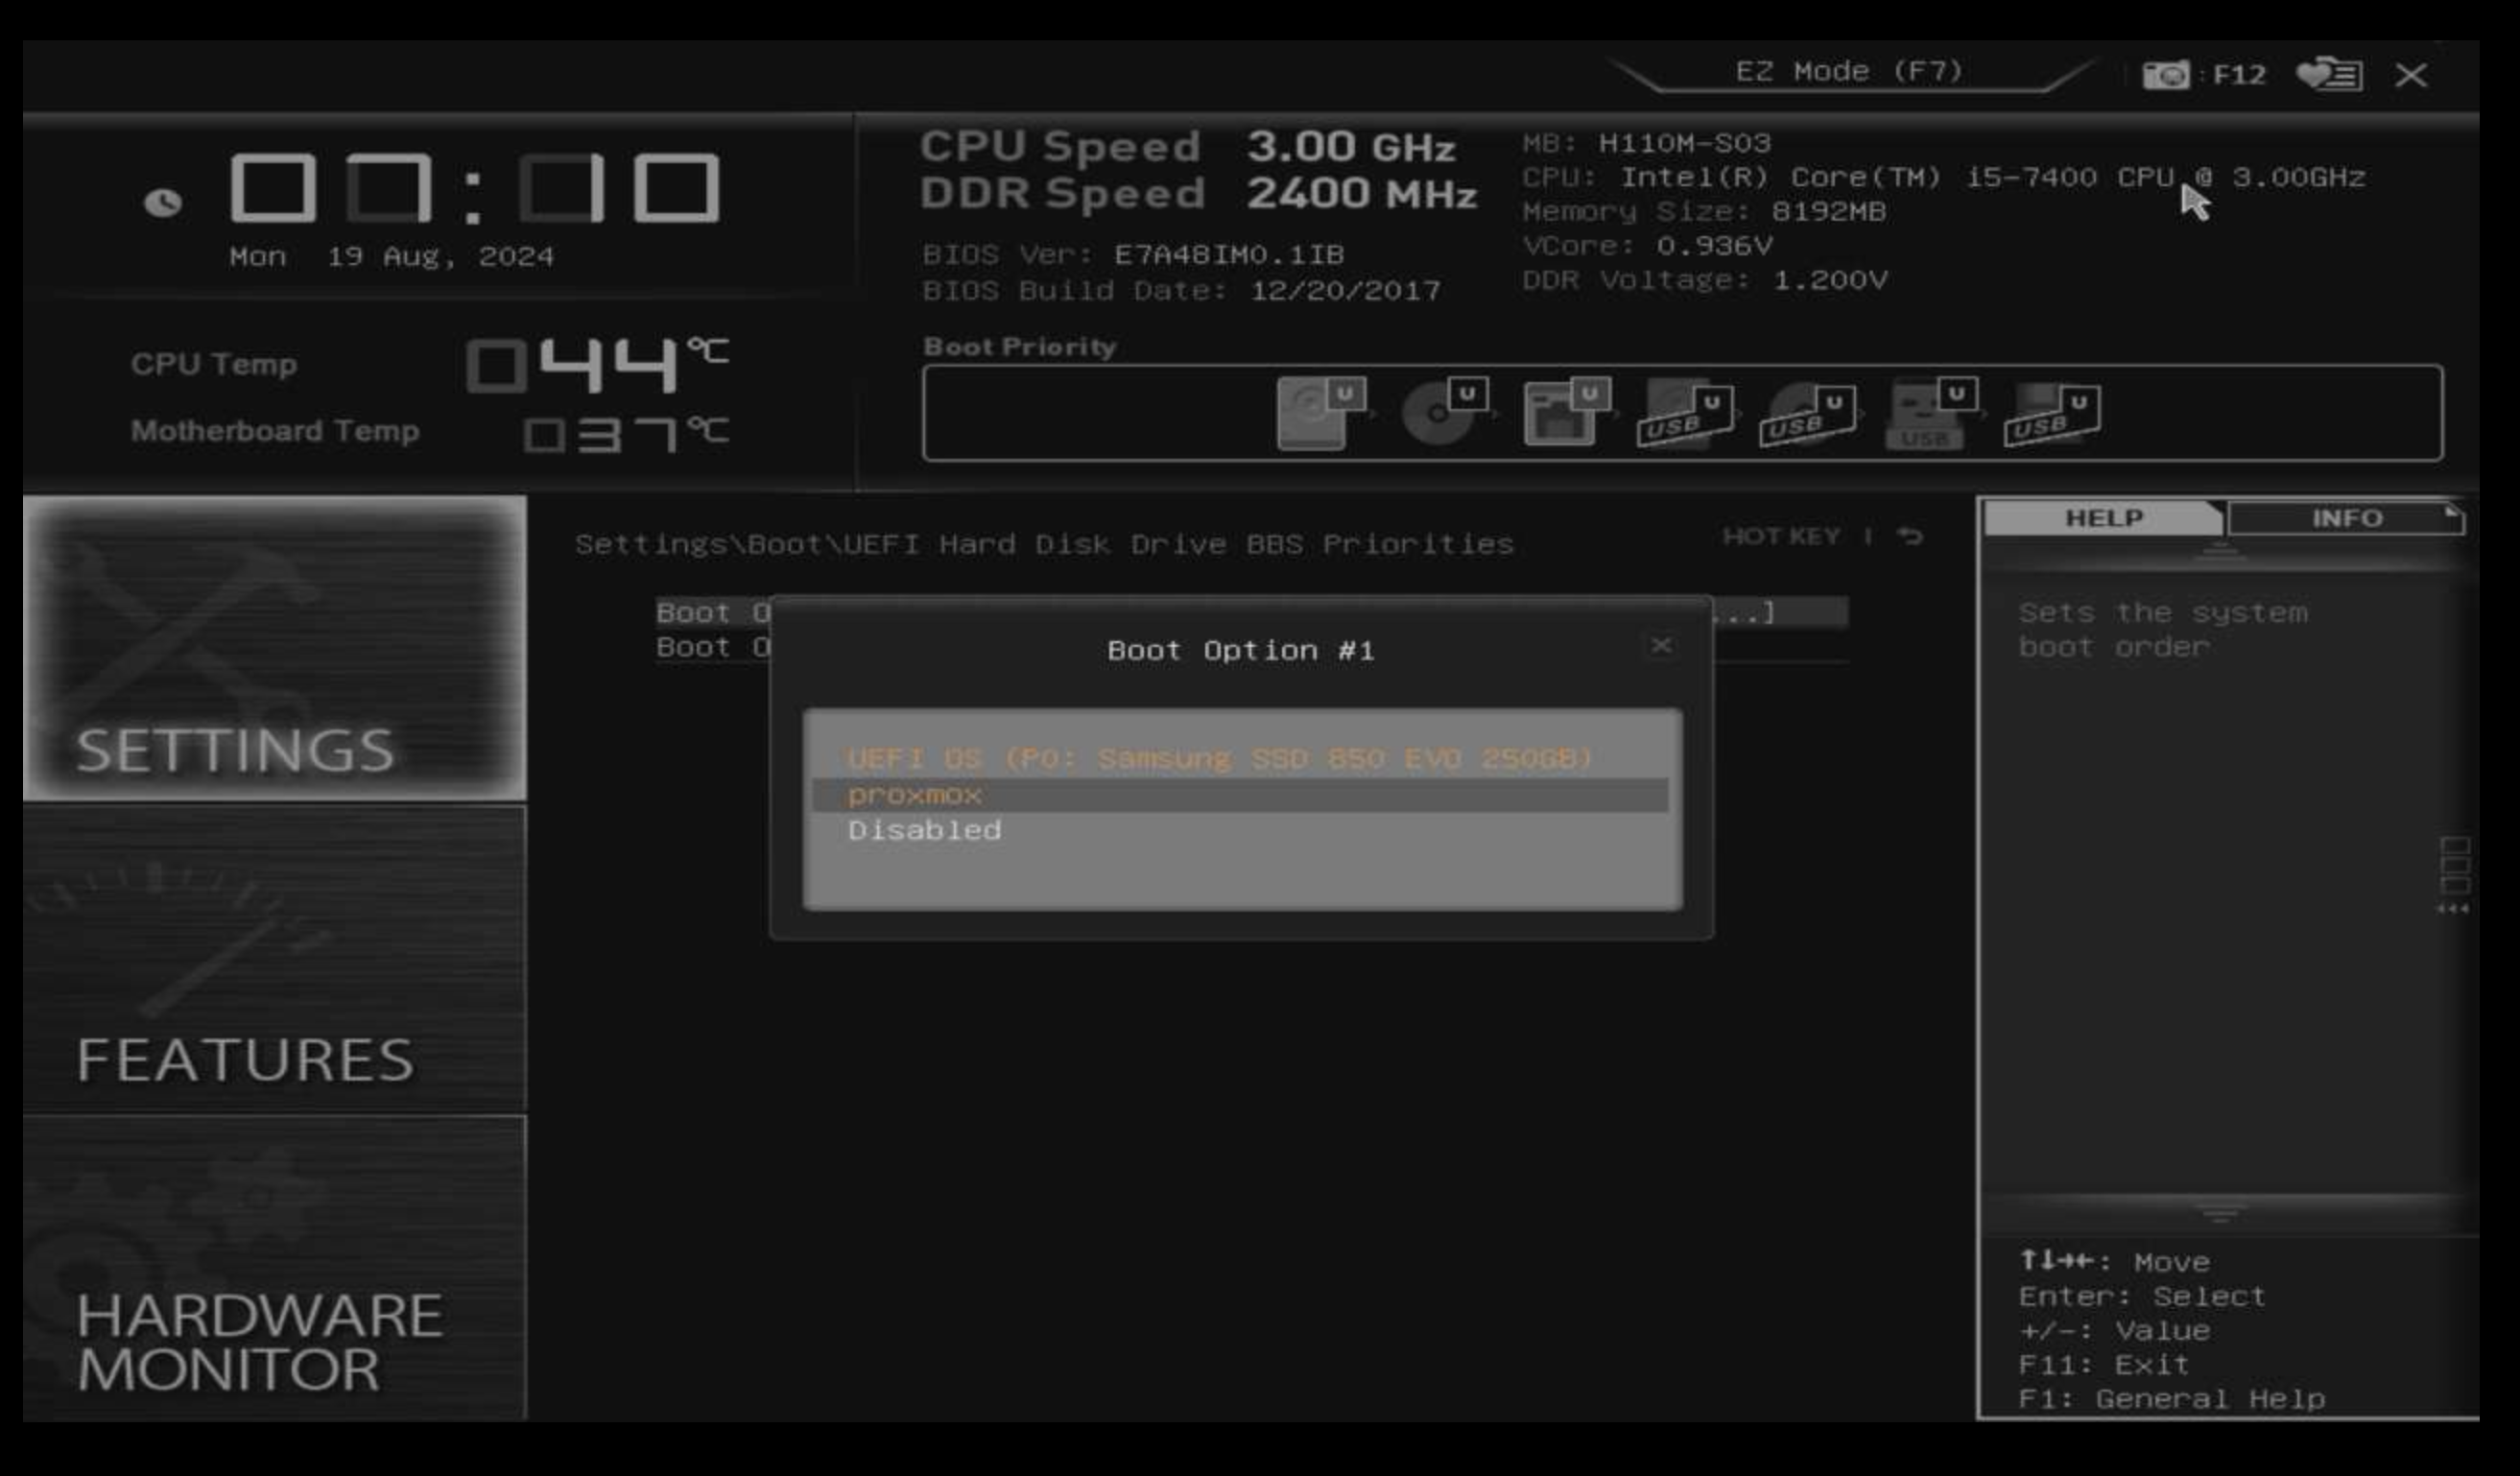 EZ Mode (F7)
: F12
07:10
Mon 19 Aug, 2024
CPU Speed 3.00 GHz
DDR Speed 2400 MHz
BIOS Ver: E7A48IM0.1IB
BIOS Build Date: 12/20/2017
MB: H110M-S03
CPU: Intel(R) Core(TM) i5-7400 CPU @ 3.00GHz
Memory Size: 8192MB
VCore: 0.936V
DDR Voltage: 1.200V
CPU Temp 044°C
Motherboard Temp 037°C
Boot Priority
U U U U USB U USB U USB U USB
SETTINGS
FEATURES
HARDWARE
MONITOR
Settings\Boot\UEFI Hard Disk Drive BBS Priorities
HOT KEY |
Boot O ...]
Boot O
Boot Option #1
UEFI OS (P0: Samsung SSD 850 EVO 250GB)
proxmox
Disabled
HELP INFO
Sets the system
boot order
↑↓→←: Move
Enter: Select
+/-: Value
F11: Exit
F1: General Help